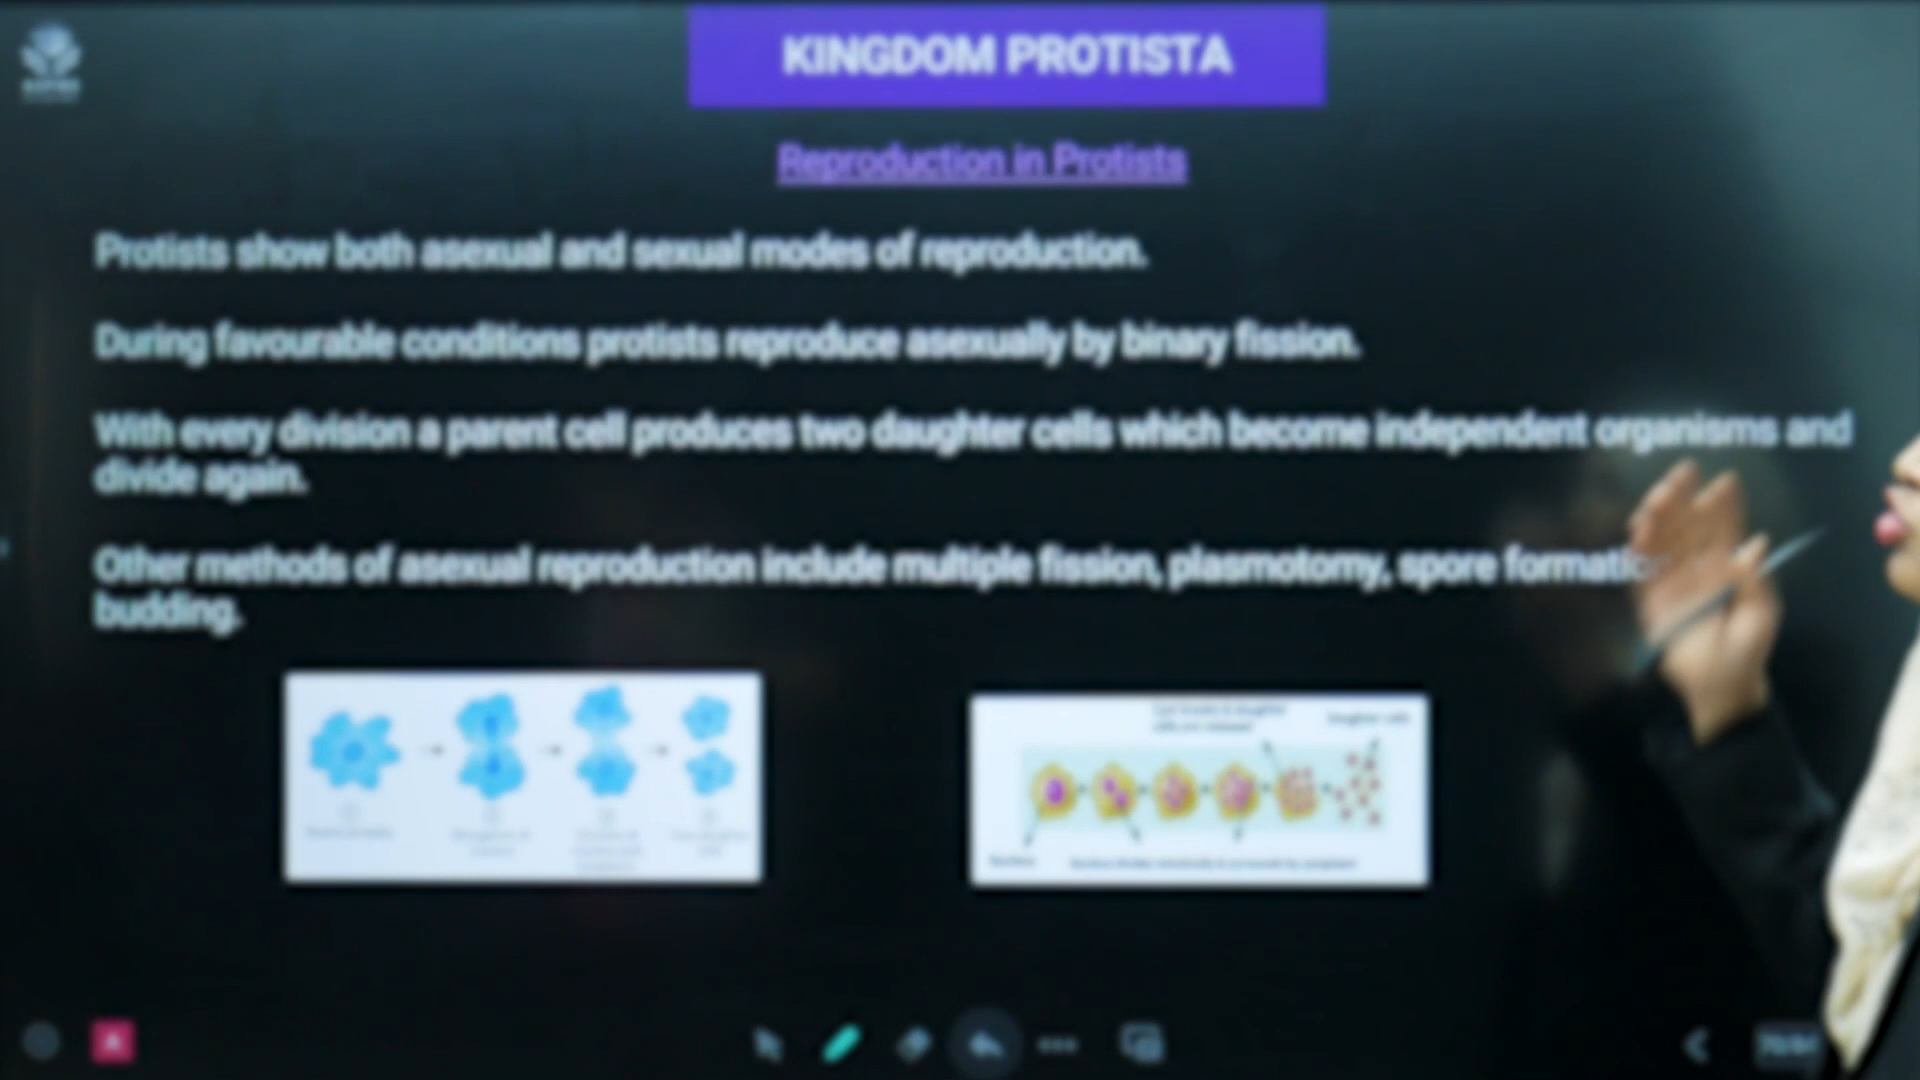 KINGDOM PROTISTA
Reproduction in Protists
Protists show both asexual and sexual modes of reproduction.
During favourable conditions protists reproduce asexually by binary fission.
With every division a parent cell produces two daughter cells which become independent organisms and
divide again.
Other methods of asexual reproduction include multiple fission, plasmotomy, spore formatio
budding.
A